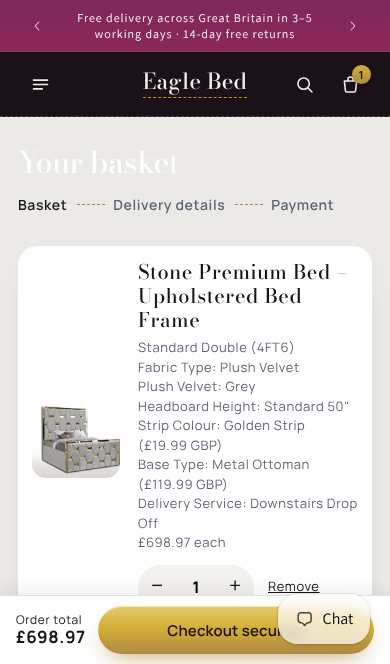 Free delivery across Great Britain in 3–5
working days · 14-day free returns
Eagle Bed
1
Your basket
Basket
Delivery details
Payment
Stone Premium Bed –
Upholstered Bed
Frame
Standard Double (4FT6)
Fabric Type: Plush Velvet
Plush Velvet: Grey
Headboard Height: Standard 50"
Strip Colour: Golden Strip
(£19.99 GBP)
Base Type: Metal Ottoman
(£119.99 GBP)
Delivery Service: Downstairs Drop
Off
£698.97 each
− 1 + Remove
Order total
£698.97
Checkout
Chat